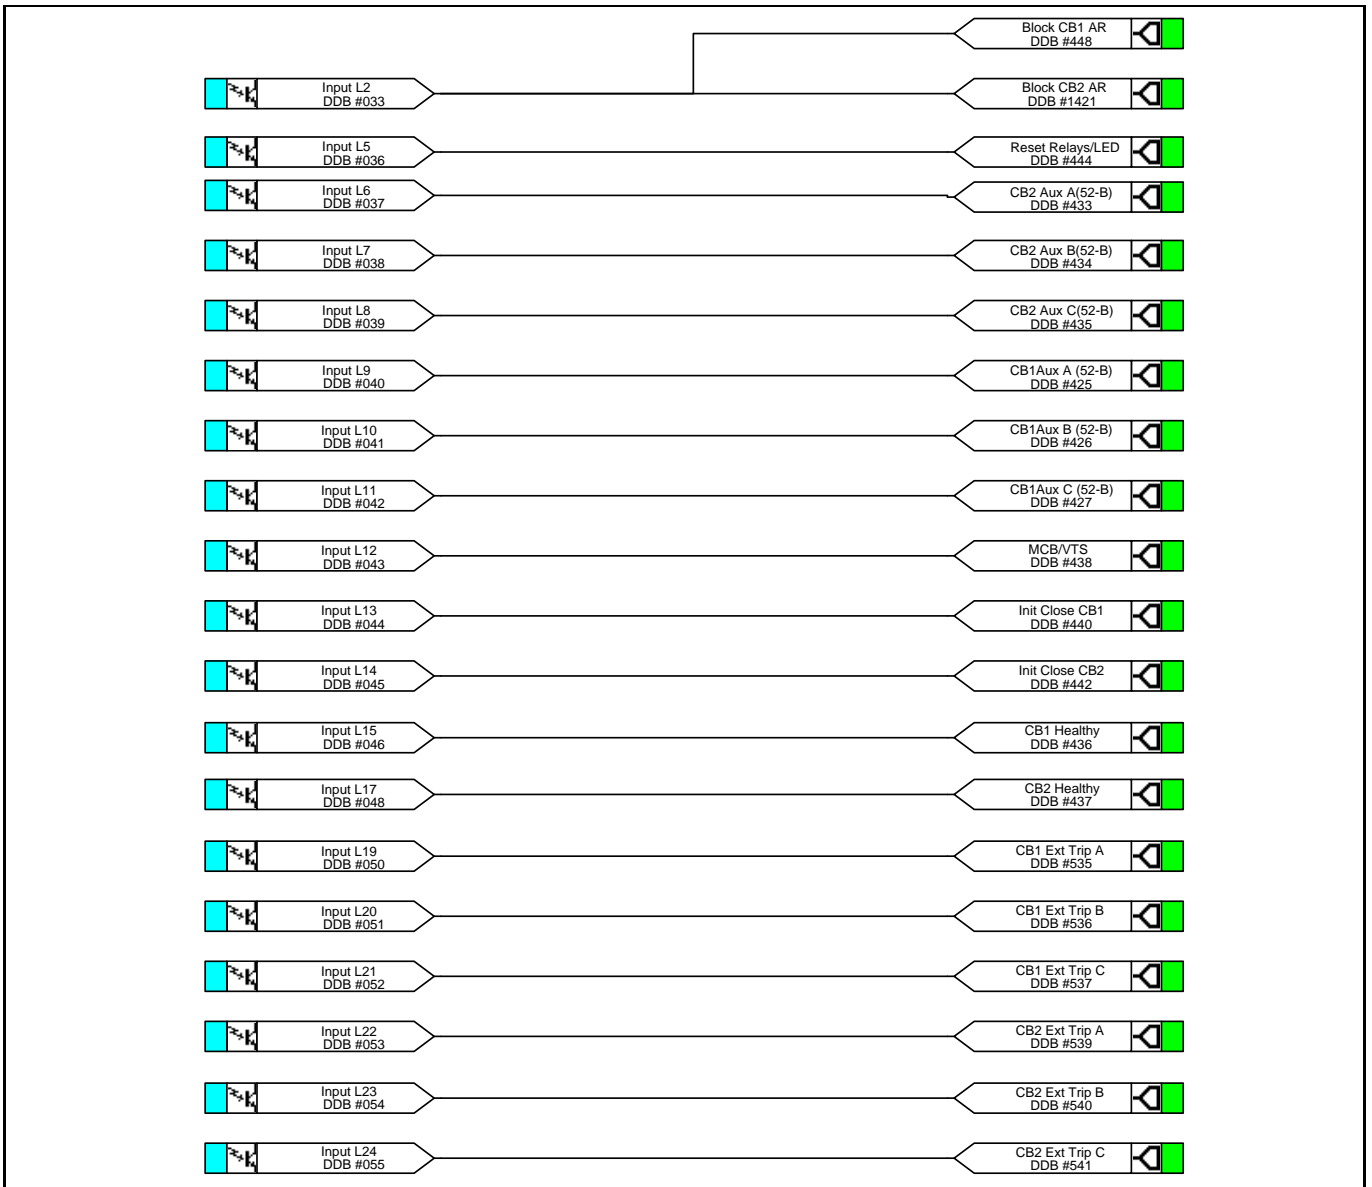 Block CB1 AR
DDB #448
Input L2
DDB #033
Block CB2 AR
DDB #1421
Input L5
DDB #036
Reset Relays/LED
DDB #444
Input L6
DDB #037
CB2 Aux A(52-B)
DDB #433
Input L7
DDB #038
CB2 Aux B(52-B)
DDB #434
Input L8
DDB #039
CB2 Aux C(52-B)
DDB #435
Input L9
DDB #040
CB1Aux A (52-B)
DDB #425
Input L10
DDB #041
CB1Aux B (52-B)
DDB #426
Input L11
DDB #042
CB1Aux C (52-B)
DDB #427
Input L12
DDB #043
MCB/VTS
DDB #438
Input L13
DDB #044
Init Close CB1
DDB #440
Input L14
DDB #045
Init Close CB2
DDB #442
Input L15
DDB #046
CB1 Healthy
DDB #436
Input L17
DDB #048
CB2 Healthy
DDB #437
Input L19
DDB #050
CB1 Ext Trip A
DDB #535
Input L20
DDB #051
CB1 Ext Trip B
DDB #536
Input L21
DDB #052
CB1 Ext Trip C
DDB #537
Input L22
DDB #053
CB2 Ext Trip A
DDB #539
Input L23
DDB #054
CB2 Ext Trip B
DDB #540
Input L24
DDB #055
CB2 Ext Trip C
DDB #541